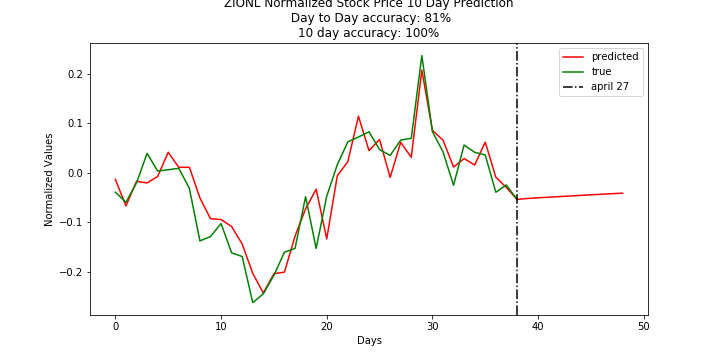 ZIONL Normalized Stock Price 10 Day Prediction
Day to Day accuracy: 81%
10 day accuracy: 100%
predicted
true
april 27
Normalized Values
0.2
0.1
0.0
−0.1
−0.2
0
10
20
30
40
50
Days